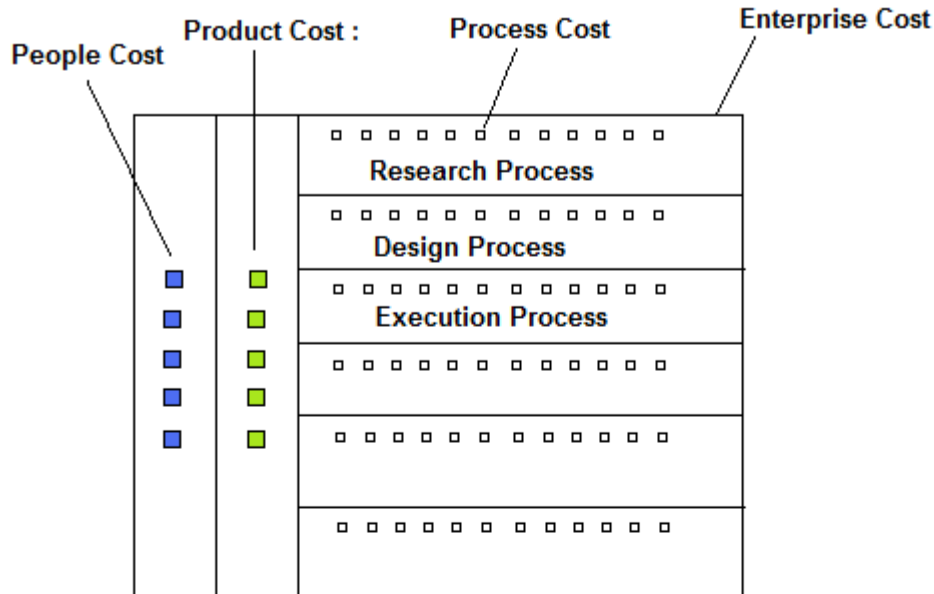 People Cost
Product Cost :
Process Cost
Enterprise Cost
Research Process
Design Process
Execution Process